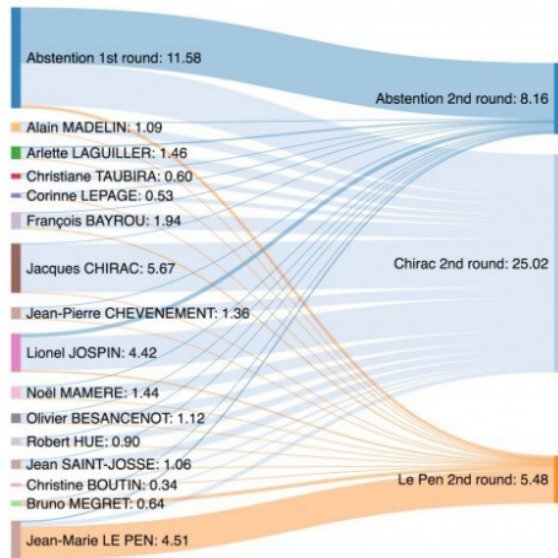 Abstention 1st round: 11.58
Abstention 2nd round: 8.16
Alain MADELIN: 1.09
Arlette LAGUILLER: 1.46
Christiane TAUBIRA: 0.60
Corinne LEPAGE: 0.53
François BAYROU: 1.94
Jacques CHIRAC: 5.67
Chirac 2nd round: 25.02
Jean-Pierre CHEVENEMENT: 1.36
Lionel JOSPIN: 4.42
Noël MAMERE: 1.44
Olivier BESANCENOT: 1.12
Robert HUE: 0.90
Jean SAINT-JOSSE: 1.06
Christine BOUTIN: 0.34
Le Pen 2nd round: 5.48
Bruno MEGRET: 0.64
Jean-Marie LE PEN: 4.51